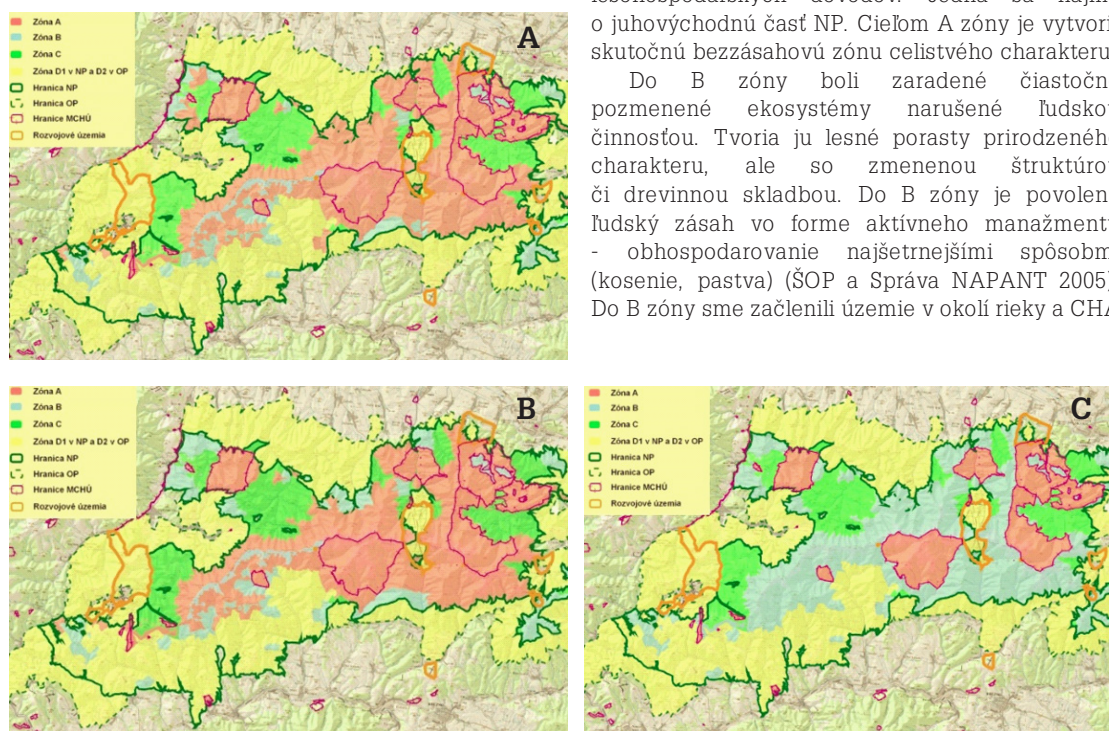 Zóna A
Zóna B
Zóna C
Zóna D1 v NP a D2 v OP
Hranica NP
Hranica OP
Hranice MCHÚ
Rozvojové územia
A
o juhovýchodnú časť NP. Cieľom A zóny je vytvori
skutočnú bezzásahovú zónu celistvého charakteru
Do B zóny boli zaradené čiastočn
pozmenené ekosystémy narušené ľudsko
činnosťou. Tvoria ju lesné porasty prirodzenéh
charakteru, ale so zmenenou štruktúro
či drevinnou skladbou. Do B zóny je povolen
ľudský zásah vo forme aktívneho manažment
- obhospodarovanie najšetrnejšími spôsobm
(kosenie, pastva) (ŠOP a Správa NAPANT 2005)
Do B zóny sme začlenili územie v okolí rieky a CHA
Zóna A
Zóna B
Zóna C
Zóna D1 v NP a D2 v OP
Hranica NP
Hranica OP
Hranice MCHÚ
Rozvojové územia
B
Zóna A
Zóna B
Zóna C
Zóna D1 v NP a D2 v OP
Hranica NP
Hranica OP
Hranice MCHÚ
Rozvojové územia
C